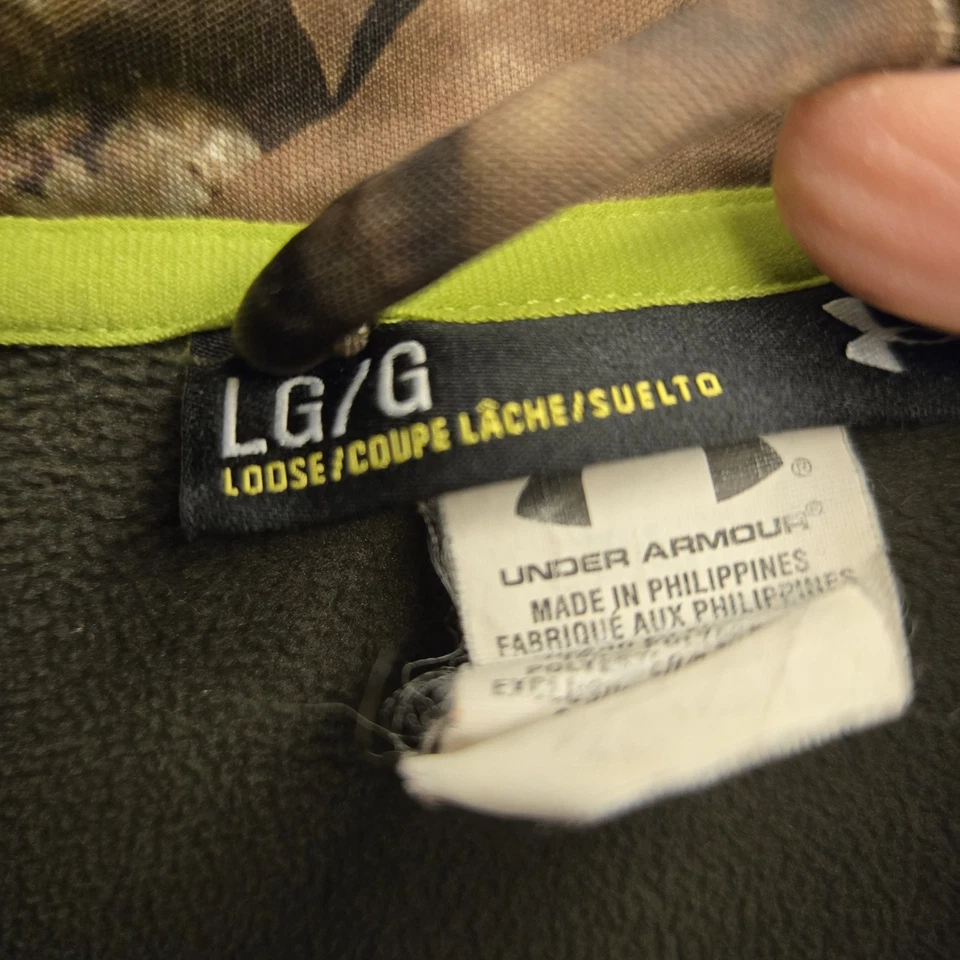 LG/G
LOOSE/COUPE LÂCHE/SUELTO
®
UNDER ARMOUR®
MADE IN PHILIPPINES
FABRIQUÉ AUX PHILIPPINES